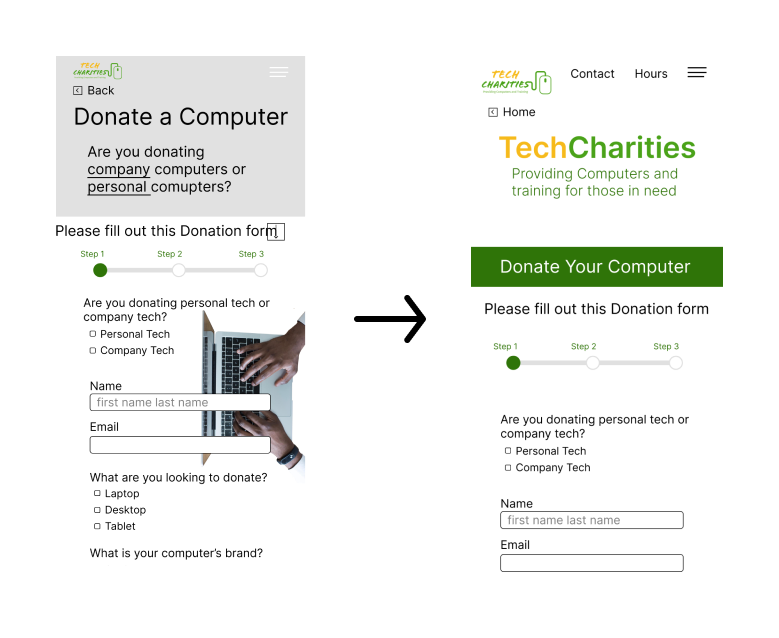 TECH
CHARITIES
Back
Donate a Computer
Are you donating
company computers or
personal comupters?
Please fill out this Donation form
Step 1 Step 2 Step 3
Are you donating personal tech or
company tech?
Personal Tech
Company Tech
Name
first name last name
Email
What are you looking to donate?
Laptop
Desktop
Tablet
What is your computer's brand?
TECH
CHARITIES
Contact Hours
Home
TechCharities
Providing Computers and
training for those in need
Donate Your Computer
Please fill out this Donation form
Step 1 Step 2 Step 3
Are you donating personal tech or
company tech?
Personal Tech
Company Tech
Name
first name last name
Email